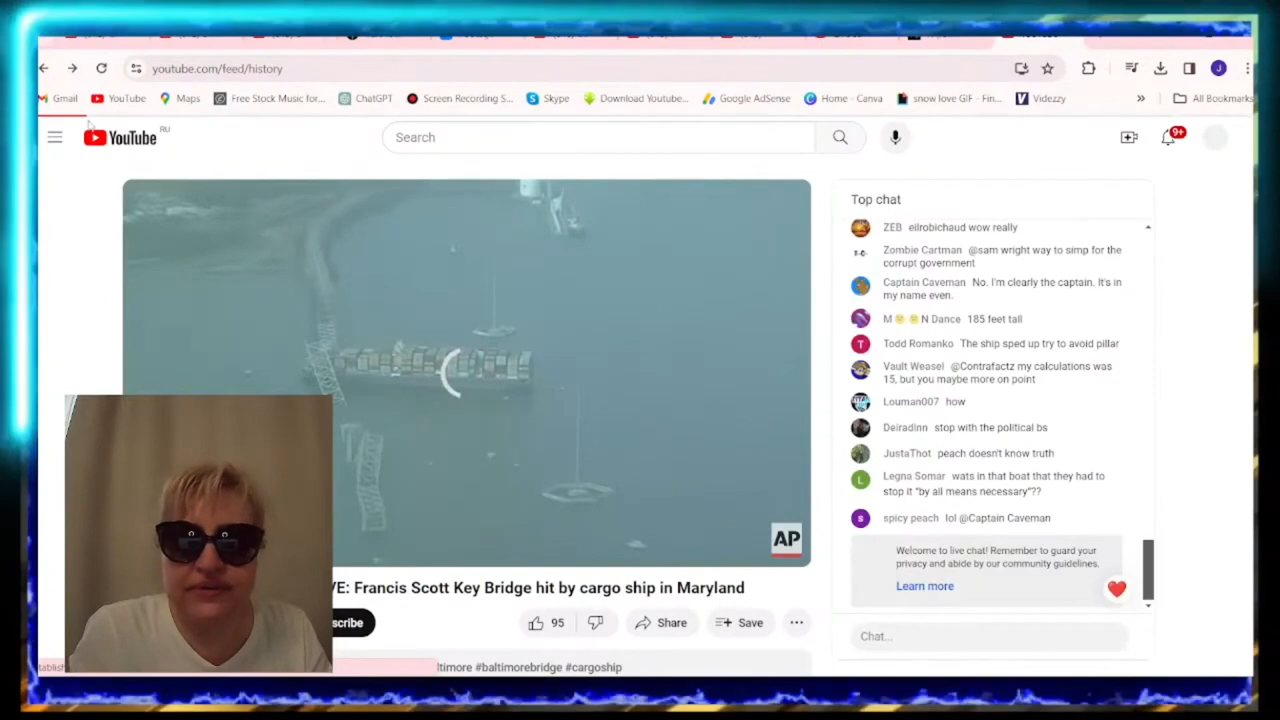 youtube.com/feed/history
Gmail
YouTube
Maps
Free Stock Music for...
ChatGPT
Screen Recording S...
Skype
Download Youtube...
Google AdSense
Home - Canva
snow love GIF - Fin...
Videzzy
»
All Bookmarks
YouTube RU
Search
9+
Top chat
ZEB eilrobichaud wow really
Zombie Cartman @sam wright way to simp for the
corrupt government
Captain Caveman No. I'm clearly the captain. It's in
my name even.
M🌝🌝N Dance 185 feet tall
Todd Romanko The ship sped up try to avoid pillar
Vault Weasel @Contrafactz my calculations was
15, but you maybe more on point
Louman007 how
Deiradinn stop with the political bs
JustaThot peach doesn't know truth
Legna Somar wats in that boat that they had to
stop it "by all means necessary"??
spicy peach lol @Captain Caveman
Welcome to live chat! Remember to guard your
privacy and abide by our community guidelines.
Learn more
Chat...
AP
VE: Francis Scott Key Bridge hit by cargo ship in Maryland
scribe
95
Share
Save
ltimore #baltimorebridge #cargoship